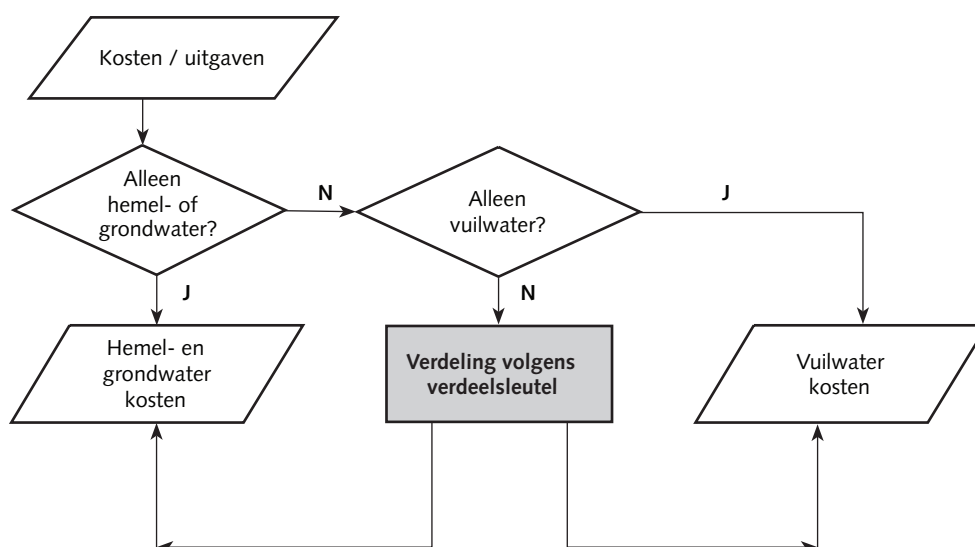 Kosten / uitgaven
Alleen
hemel- of
grondwater?
N
Alleen
vuilwater?
J
J
N
Hemel- en
grondwater
kosten
Verdeling volgens
verdeelsleutel
Vuilwater
kosten